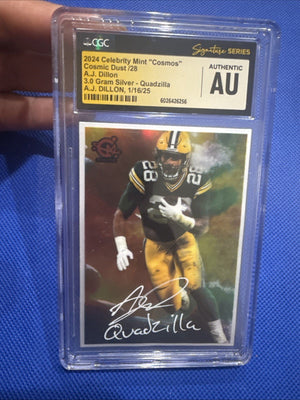 CGC
Signature SERIES
2024 Celebrity Mint "Cosmos"
Cosmic Dust /28
A.J. Dillon
3.0 Gram Silver - Quadzilla
A.J. DILLON, 1/16/25
AUTHENTIC
AU
6026426256
28
28
Quadzilla